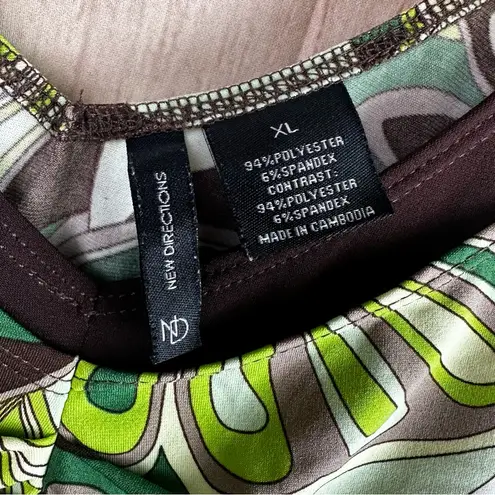 XL
94%POLYESTER
6%SPANDEX
CONTRAST:
94%POLYESTER
6%SPANDEX
MADE IN CAMBODIA
NEW DIRECTIONS
ND